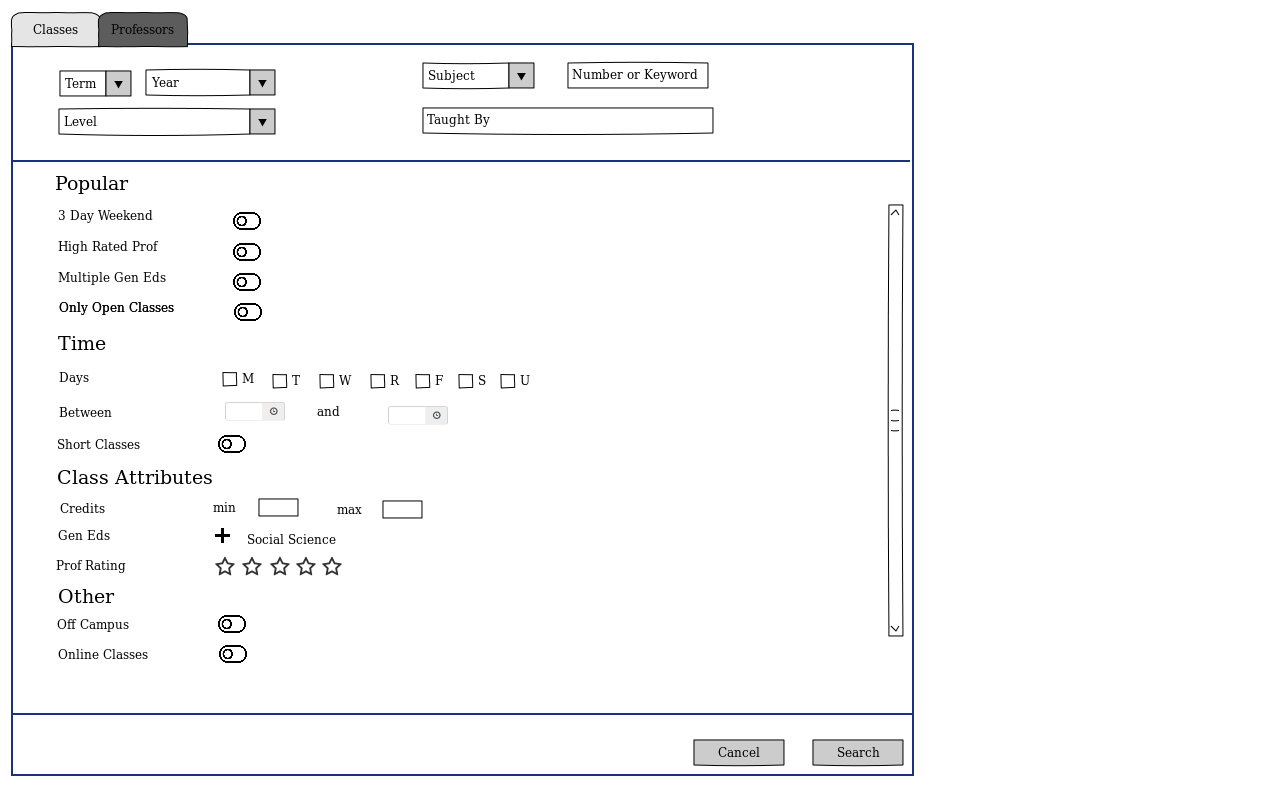 Classes Professors
Term Year Subject Number or Keyword
Level Taught By
Popular
3 Day Weekend
High Rated Prof
Multiple Gen Eds
Only Open Classes
Time
Days M T W R F S U
Between and
Short Classes
Class Attributes
Credits min max
Gen Eds Social Science
Prof Rating
Other
Off Campus
Online Classes
Cancel Search